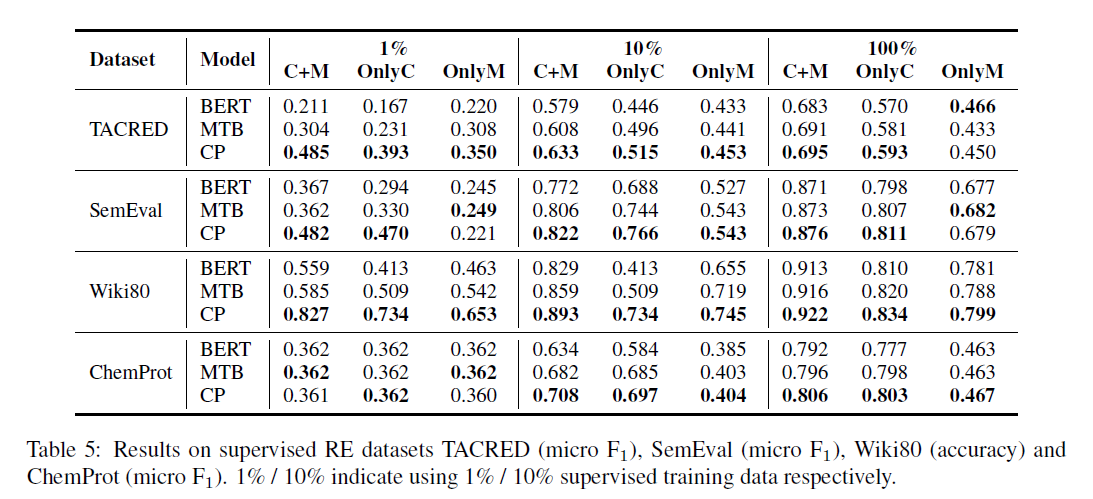 Dataset Model 1% 10% 100%
C+M OnlyC OnlyM C+M OnlyC OnlyM C+M OnlyC OnlyM
BERT 0.211 0.167 0.220 0.579 0.446 0.433 0.683 0.570 0.466
TACRED MTB 0.304 0.231 0.308 0.608 0.496 0.441 0.691 0.581 0.433
CP 0.485 0.393 0.350 0.633 0.515 0.453 0.695 0.593 0.450
BERT 0.367 0.294 0.245 0.772 0.688 0.527 0.871 0.798 0.677
SemEval MTB 0.362 0.330 0.249 0.806 0.744 0.543 0.873 0.807 0.682
CP 0.482 0.470 0.221 0.822 0.766 0.543 0.876 0.811 0.679
BERT 0.559 0.413 0.463 0.829 0.413 0.655 0.913 0.810 0.781
Wiki80 MTB 0.585 0.509 0.542 0.859 0.509 0.719 0.916 0.820 0.788
CP 0.827 0.734 0.653 0.893 0.734 0.745 0.922 0.834 0.799
BERT 0.362 0.362 0.362 0.634 0.584 0.385 0.792 0.777 0.463
ChemProt MTB 0.362 0.362 0.362 0.682 0.685 0.403 0.796 0.798 0.463
CP 0.361 0.362 0.360 0.708 0.697 0.404 0.806 0.803 0.467
Table 5: Results on supervised RE datasets TACRED (micro F₁), SemEval (micro F₁), Wiki80 (accuracy) and
ChemProt (micro F₁). 1% / 10% indicate using 1% / 10% supervised training data respectively.